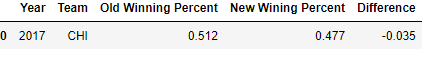 Year Team Old Winning Percent New Wining Percent Difference
0 2017 CHI 0.512 0.477 -0.035